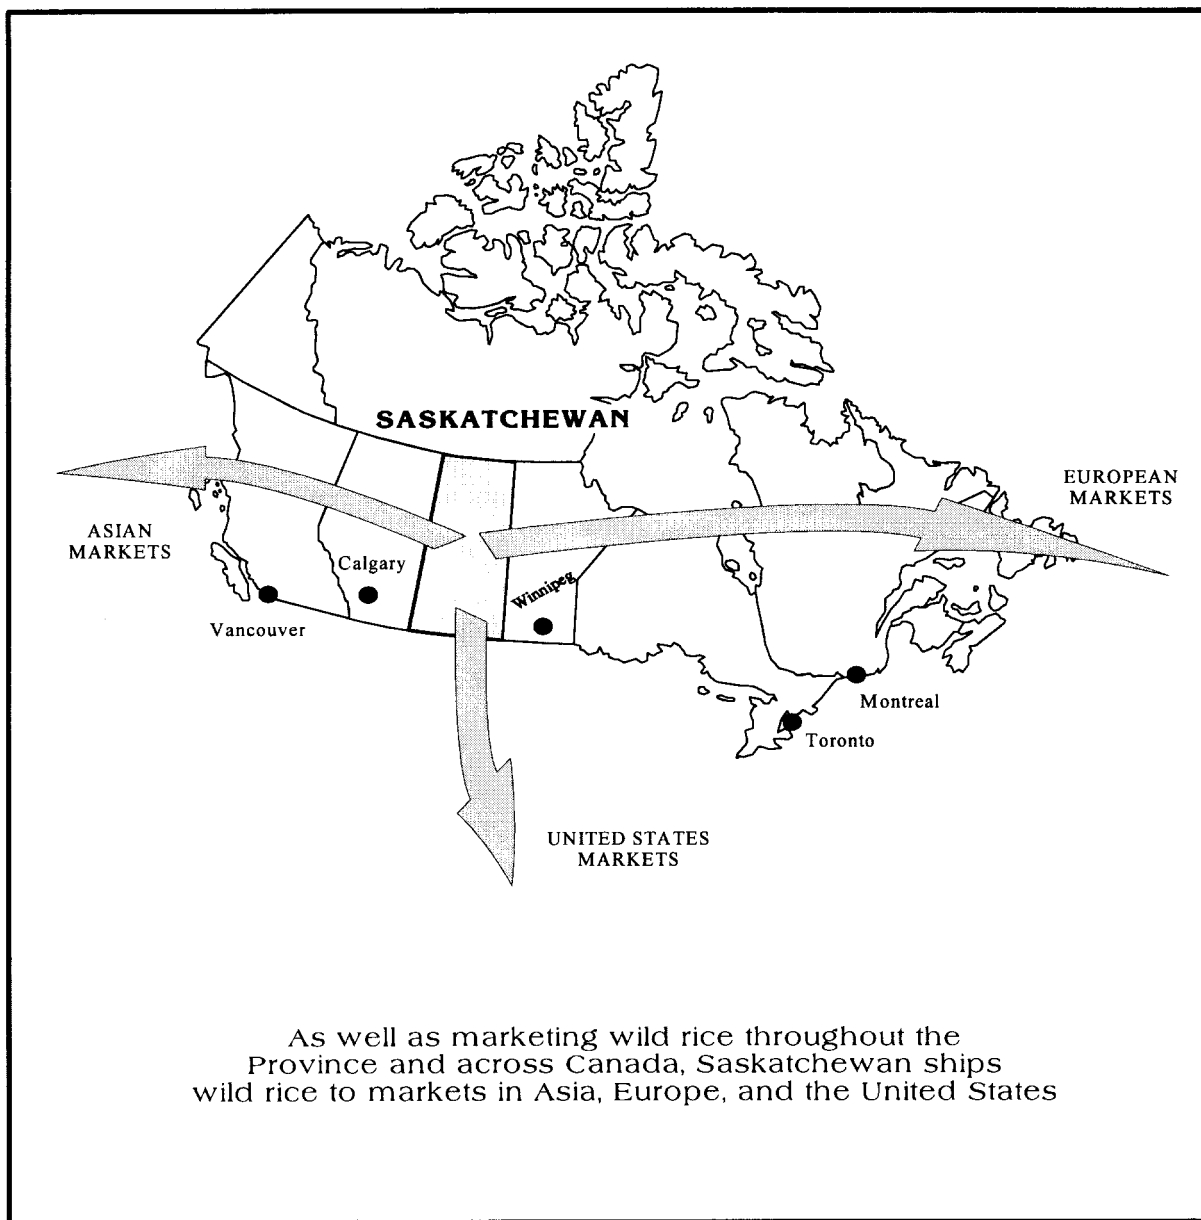 SASKATCHEWAN
EUROPEAN
MARKETS
ASIAN
MARKETS
Calgary
Winnipeg
Vancouver
Montreal
Toronto
UNITED STATES
MARKETS
As well as marketing wild rice throughout the
Province and across Canada, Saskatchewan ships
wild rice to markets in Asia, Europe, and the United States